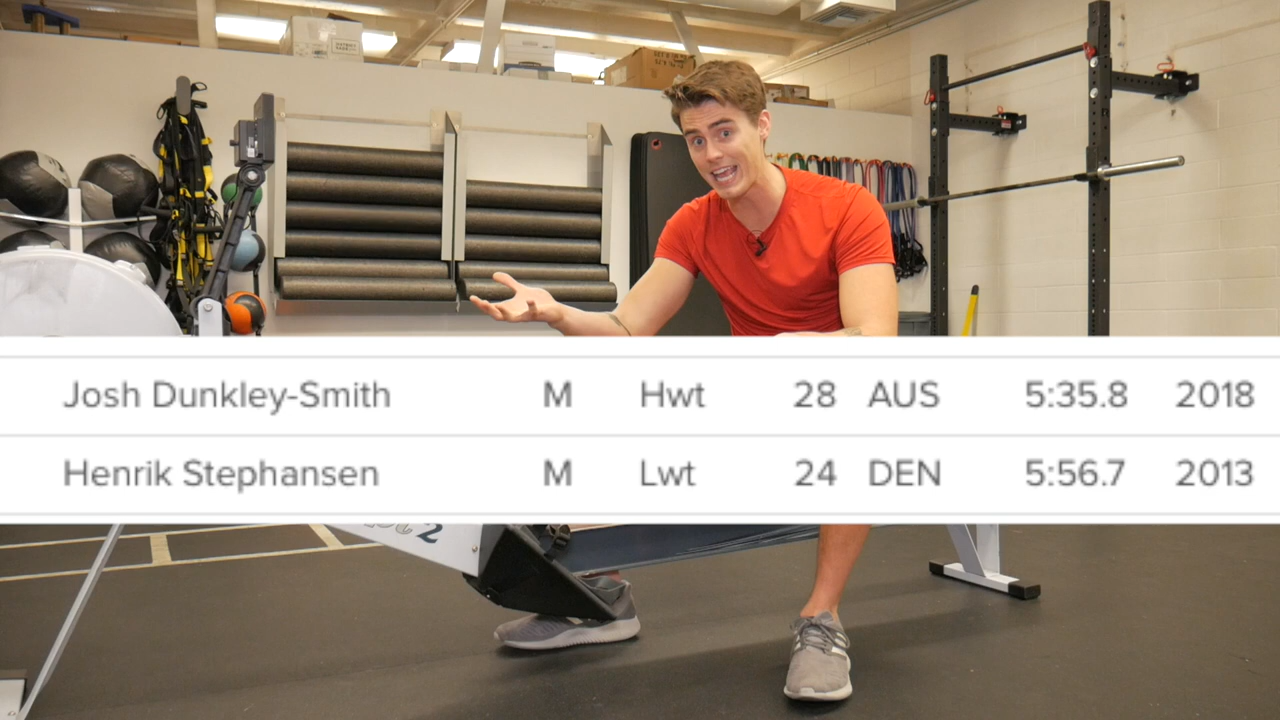 Josh Dunkley-Smith M Hwt 28 AUS 5:35.8 2018
Henrik Stephansen M Lwt 24 DEN 5:56.7 2013
2